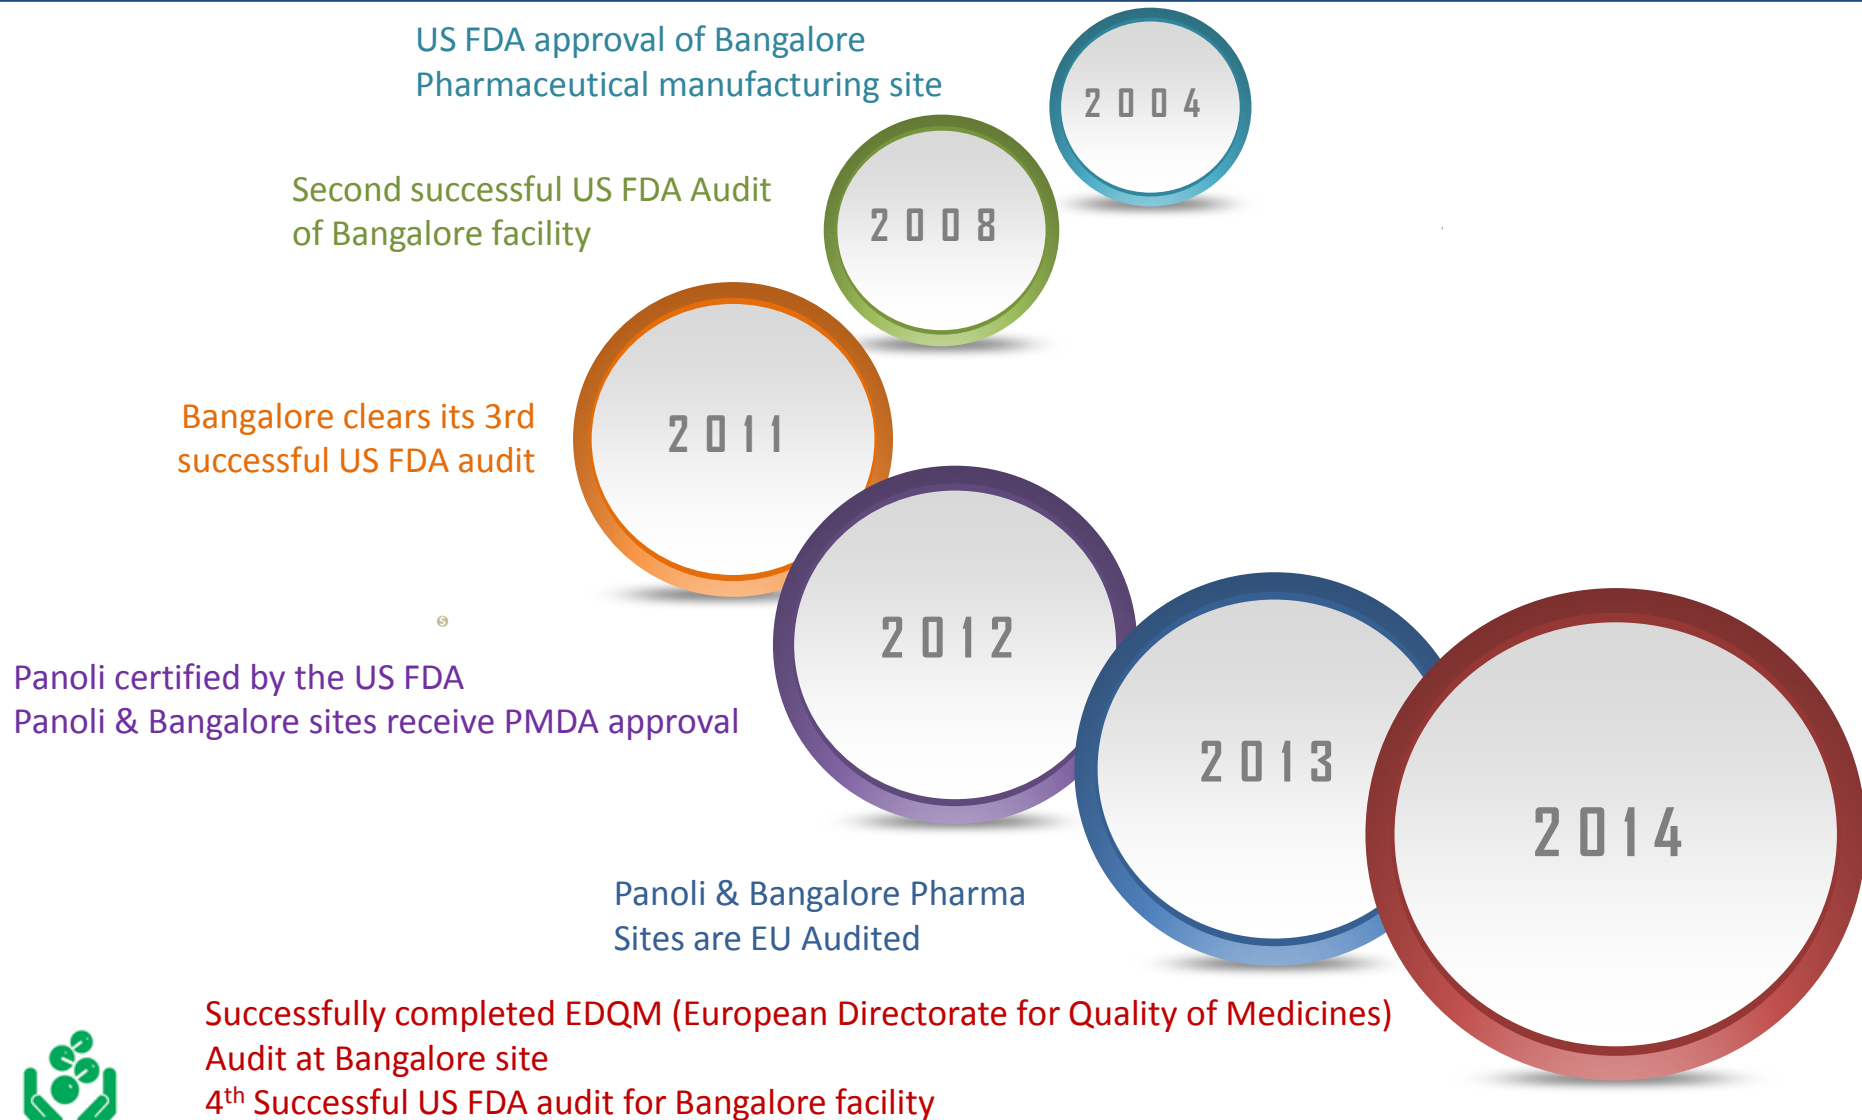 US FDA approval of Bangalore
Pharmaceutical manufacturing site
2004
Second successful US FDA Audit
of Bangalore facility
2008
Bangalore clears its 3rd
successful US FDA audit
2011
Panoli certified by the US FDA
Panoli & Bangalore sites receive PMDA approval
2012
Panoli & Bangalore Pharma
Sites are EU Audited
2013
2014
Successfully completed EDQM (European Directorate for Quality of Medicines)
Audit at Bangalore site
4th Successful US FDA audit for Bangalore facility